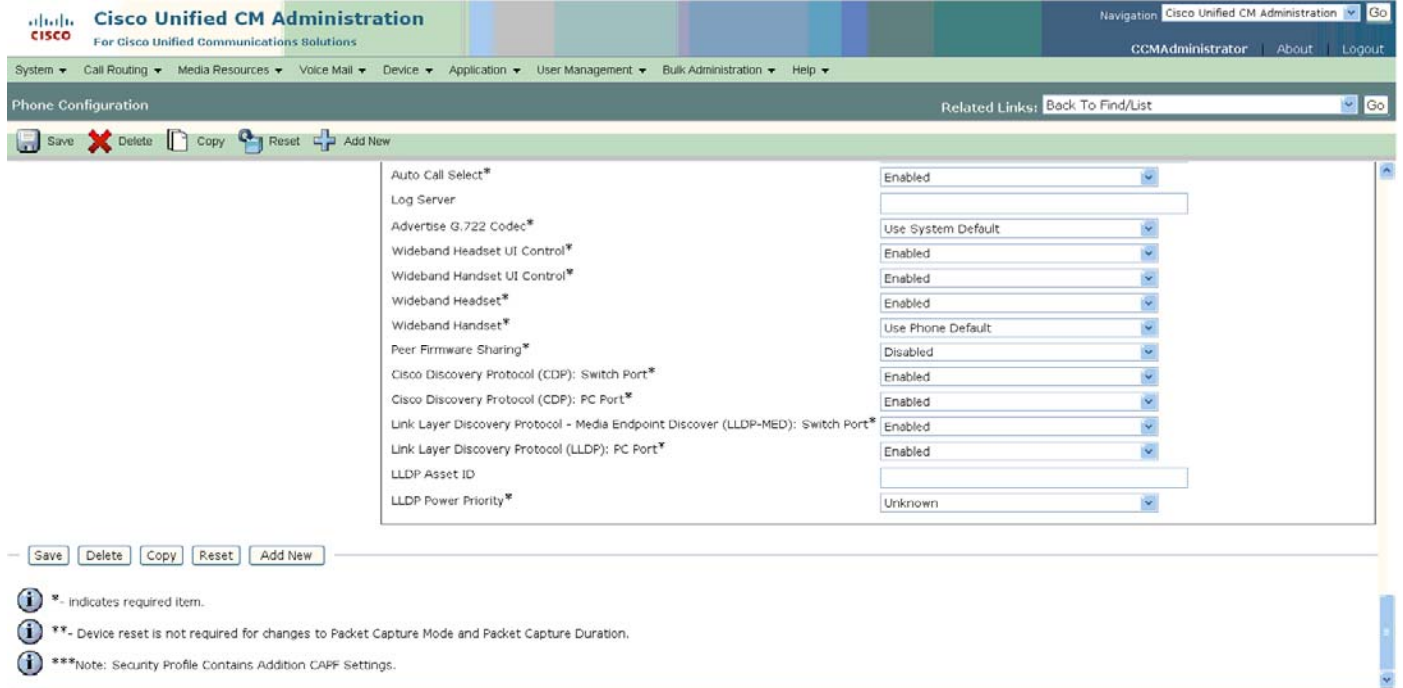 Cisco Unified CM Administration
For Cisco Unified Communications Solutions
CISCO
Navigation Cisco Unified CM Administration Go
CCMAdministrator About Logout
System Call Routing Media Resources Voice Mail Device Application User Management Bulk Administration Help
Phone Configuration
Related Links: Back To Find/List Go
Save Delete Copy Reset Add New
Auto Call Select* Enabled
Log Server
Advertise G.722 Codec* Use System Default
Wideband Headset UI Control* Enabled
Wideband Handset UI Control* Enabled
Wideband Headset* Enabled
Wideband Handset* Use Phone Default
Peer Firmware Sharing* Disabled
Cisco Discovery Protocol (CDP): Switch Port* Enabled
Cisco Discovery Protocol (CDP): PC Port* Enabled
Link Layer Discovery Protocol - Media Endpoint Discover (LLDP-MED): Switch Port* Enabled
Link Layer Discovery Protocol (LLDP): PC Port* Enabled
LLDP Asset ID
LLDP Power Priority* Unknown
Save Delete Copy Reset Add New
*- indicates required item.
**- Device reset is not required for changes to Packet Capture Mode and Packet Capture Duration.
***Note: Security Profile Contains Addition CAPF Settings.